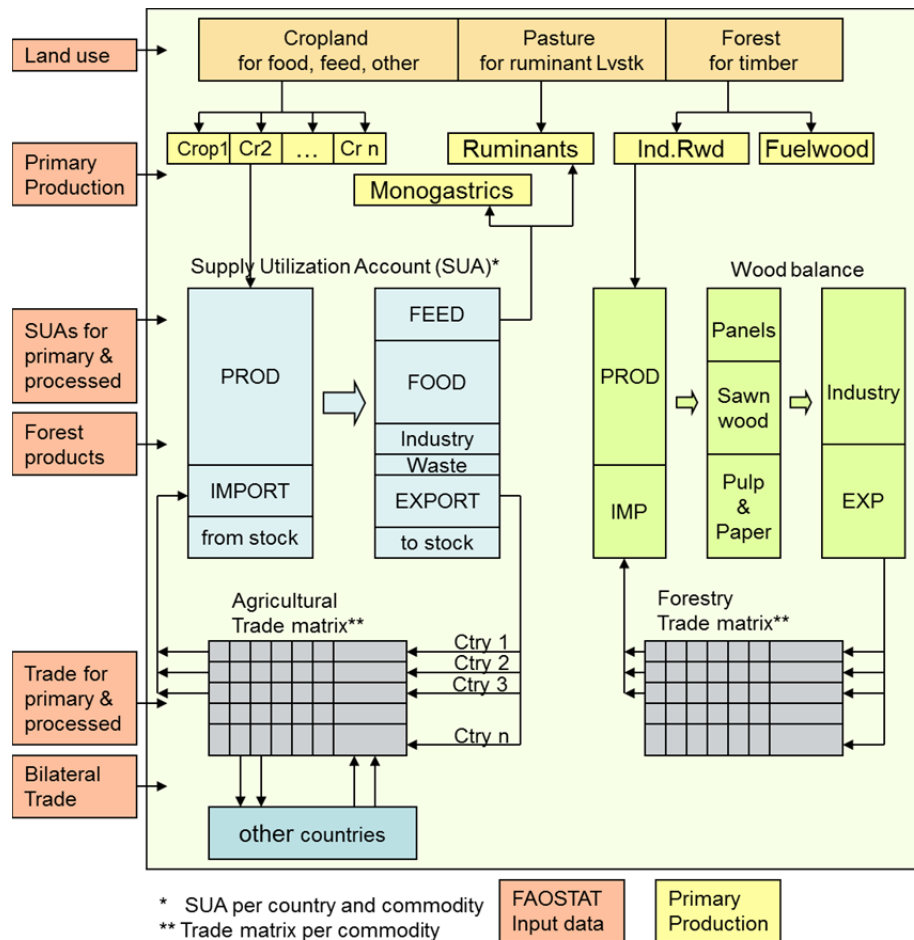 Land use
Cropland
for food, feed, other
Pasture
for ruminant Lvstk
Forest
for timber
Primary
Production
Crop1
Cr2
...
Cr n
Ruminants
Ind.Rwd
Fuelwood
Monogastrics
Supply Utilization Account (SUA)*
Wood balance
SUAs for
primary &
processed
Forest
products
PROD
IMPORT
from stock
FEED
FOOD
Industry
Waste
EXPORT
to stock
PROD
IMP
Panels
Sawn
wood
Pulp
&
Paper
Industry
EXP
Agricultural
Trade matrix**
Forestry
Trade matrix**
Trade for
primary &
processed
Ctry 1
Ctry 2
Ctry 3
Ctry n
Bilateral
Trade
other countries
* SUA per country and commodity
** Trade matrix per commodity
FAOSTAT
Input data
Primary
Production